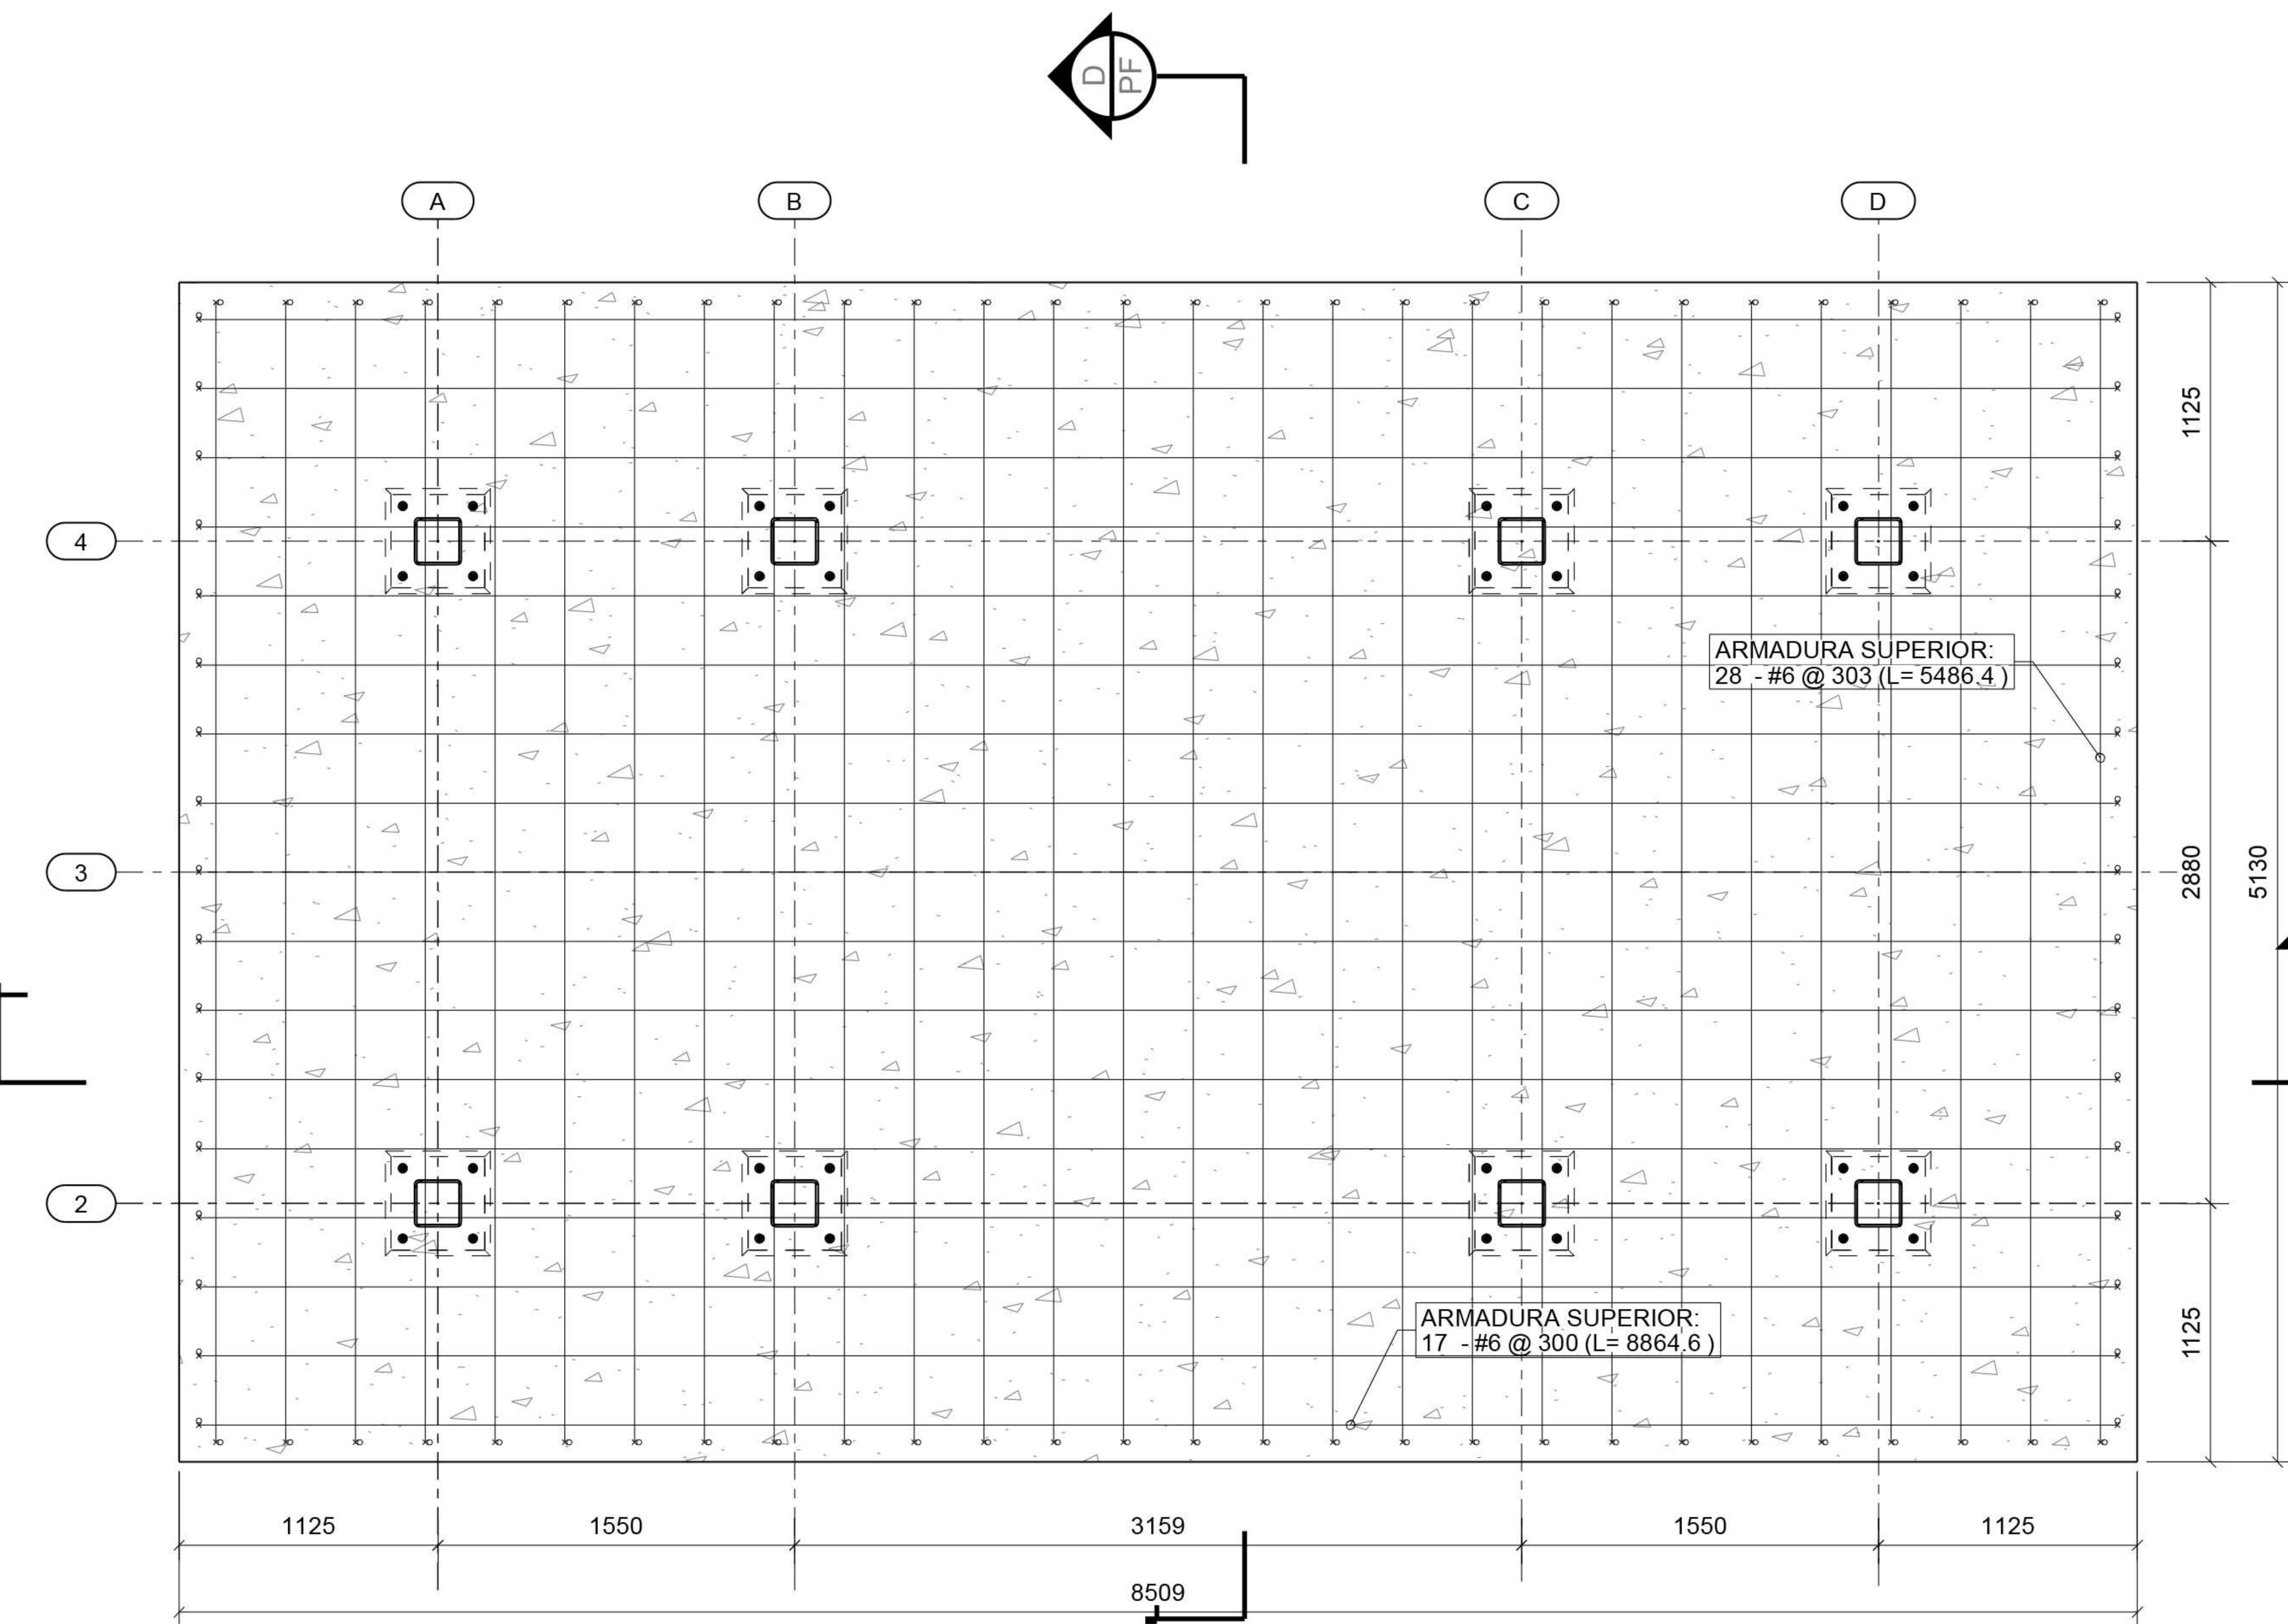 D
PF
A
B
C
D
1125
4
ARMADURA SUPERIOR:
28 - #6 @ 303 (L= 5486.4 )
3
2880
5130
2
ARMADURA SUPERIOR:
17 - #6 @ 300 (L= 8864.6 )
1125
1125
1550
3159
1550
1125
8509